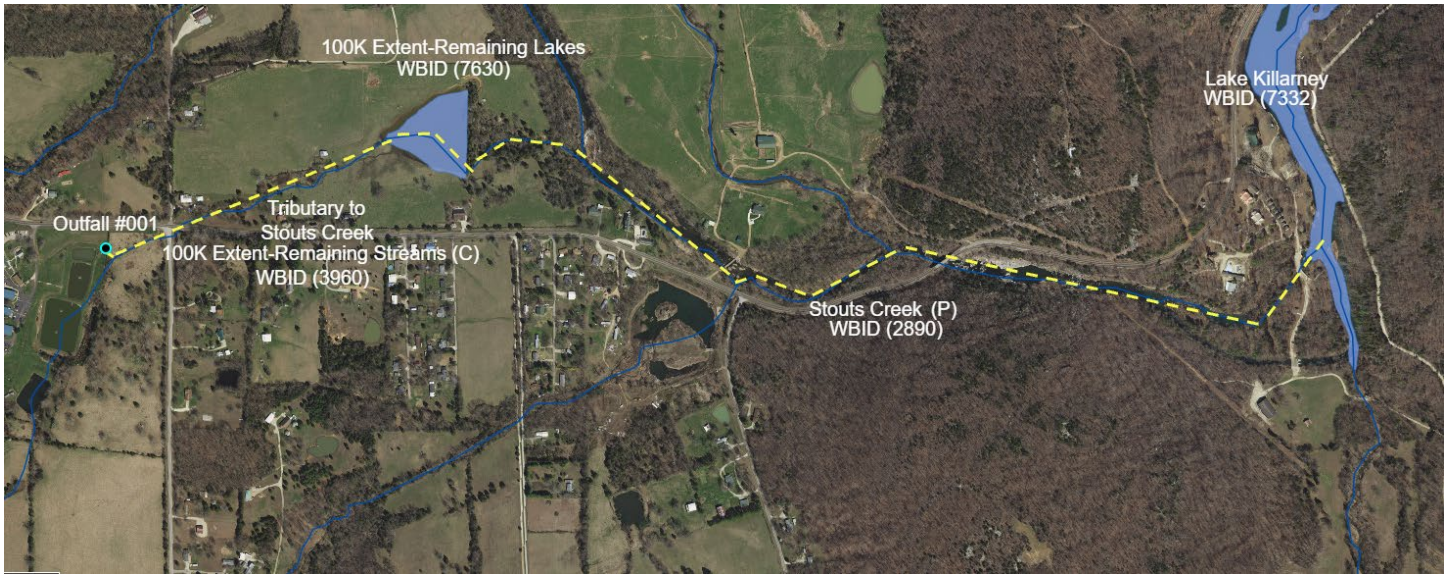 100K Extent-Remaining Lakes
WBID (7630)
Lake Killarney
WBID (7332)
Outfall #001
Tributary to
Stouts Creek
100K Extent-Remaining Streams (C)
WBID (3960)
Stouts Creek (P)
WBID (2890)